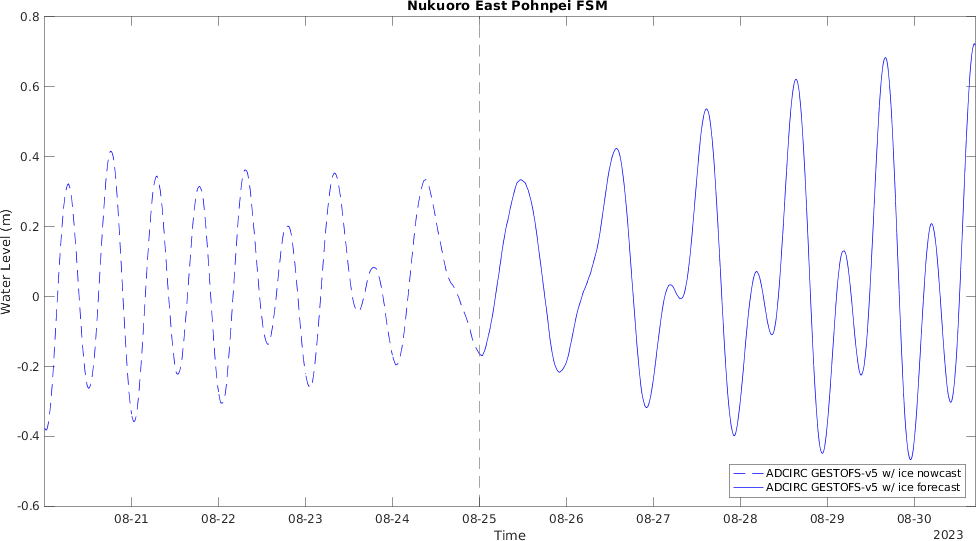 Nukuoro East Pohnpei FSM
Water Level (m)
0.8
0.6
0.4
0.2
0
-0.2
-0.4
-0.6
ADCIRC GESTOFS-v5 w/ ice nowcast
ADCIRC GESTOFS-v5 w/ ice forecast
08-21 08-22 08-23 08-24 08-25 08-26 08-27 08-28 08-29 08-30
Time
2023